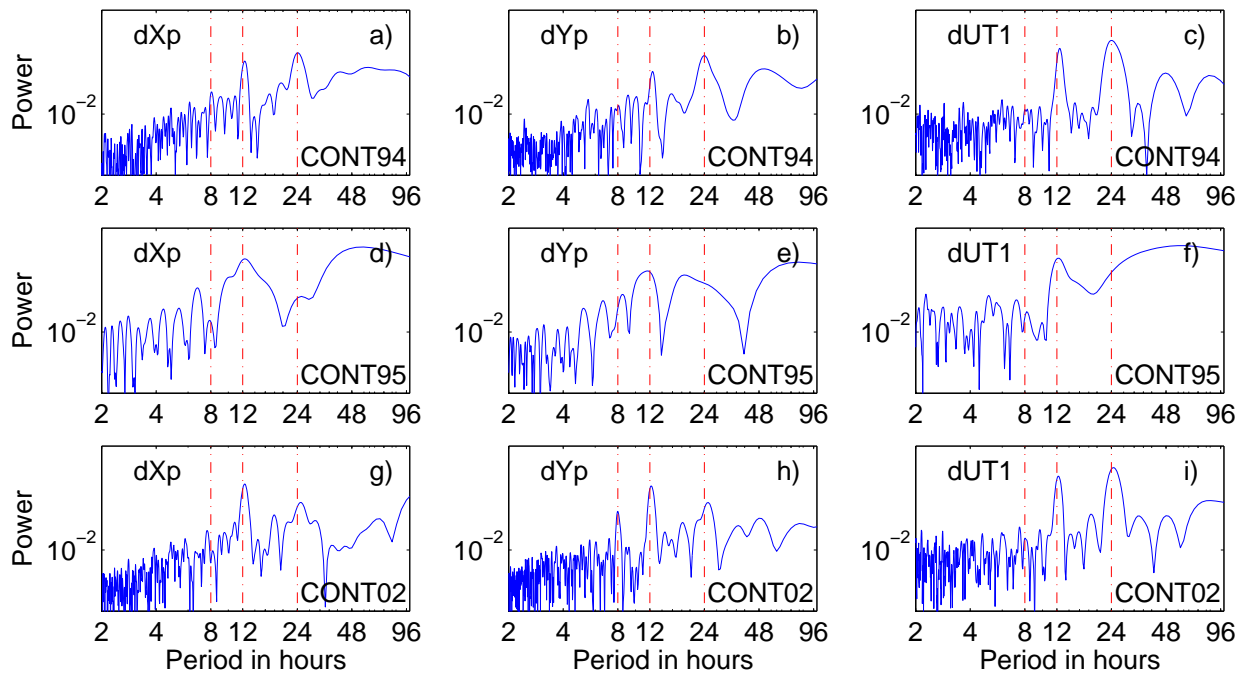 dXp a)
Power
10⁻²
CONT94
2 4 8 12 24 48 96
dYp b)
10⁻²
CONT94
2 4 8 12 24 48 96
dUT1 c)
10⁻²
CONT94
2 4 8 12 24 48 96
dXp d)
Power
10⁻²
CONT95
2 4 8 12 24 48 96
dYp e)
10⁻²
CONT95
2 4 8 12 24 48 96
dUT1 f)
10⁻²
CONT95
2 4 8 12 24 48 96
dXp g)
Power
10⁻²
CONT02
2 4 8 12 24 48 96
Period in hours
dYp h)
10⁻²
CONT02
2 4 8 12 24 48 96
Period in hours
dUT1 i)
10⁻²
CONT02
2 4 8 12 24 48 96
Period in hours